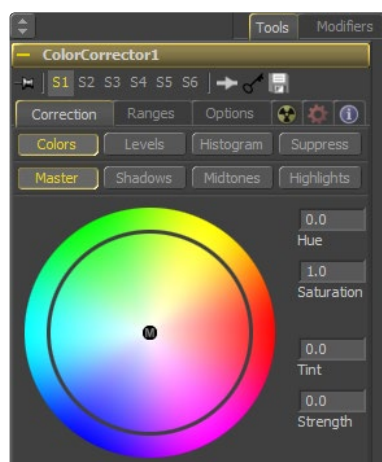 Tools Modifiers
ColorCorrector1
S1 S2 S3 S4 S5 S6
Correction Ranges Options
Colors Levels Histogram Suppress
Master Shadows Midtones Highlights
0.0
Hue
1.0
Saturation
M
0.0
Tint
0.0
Strength